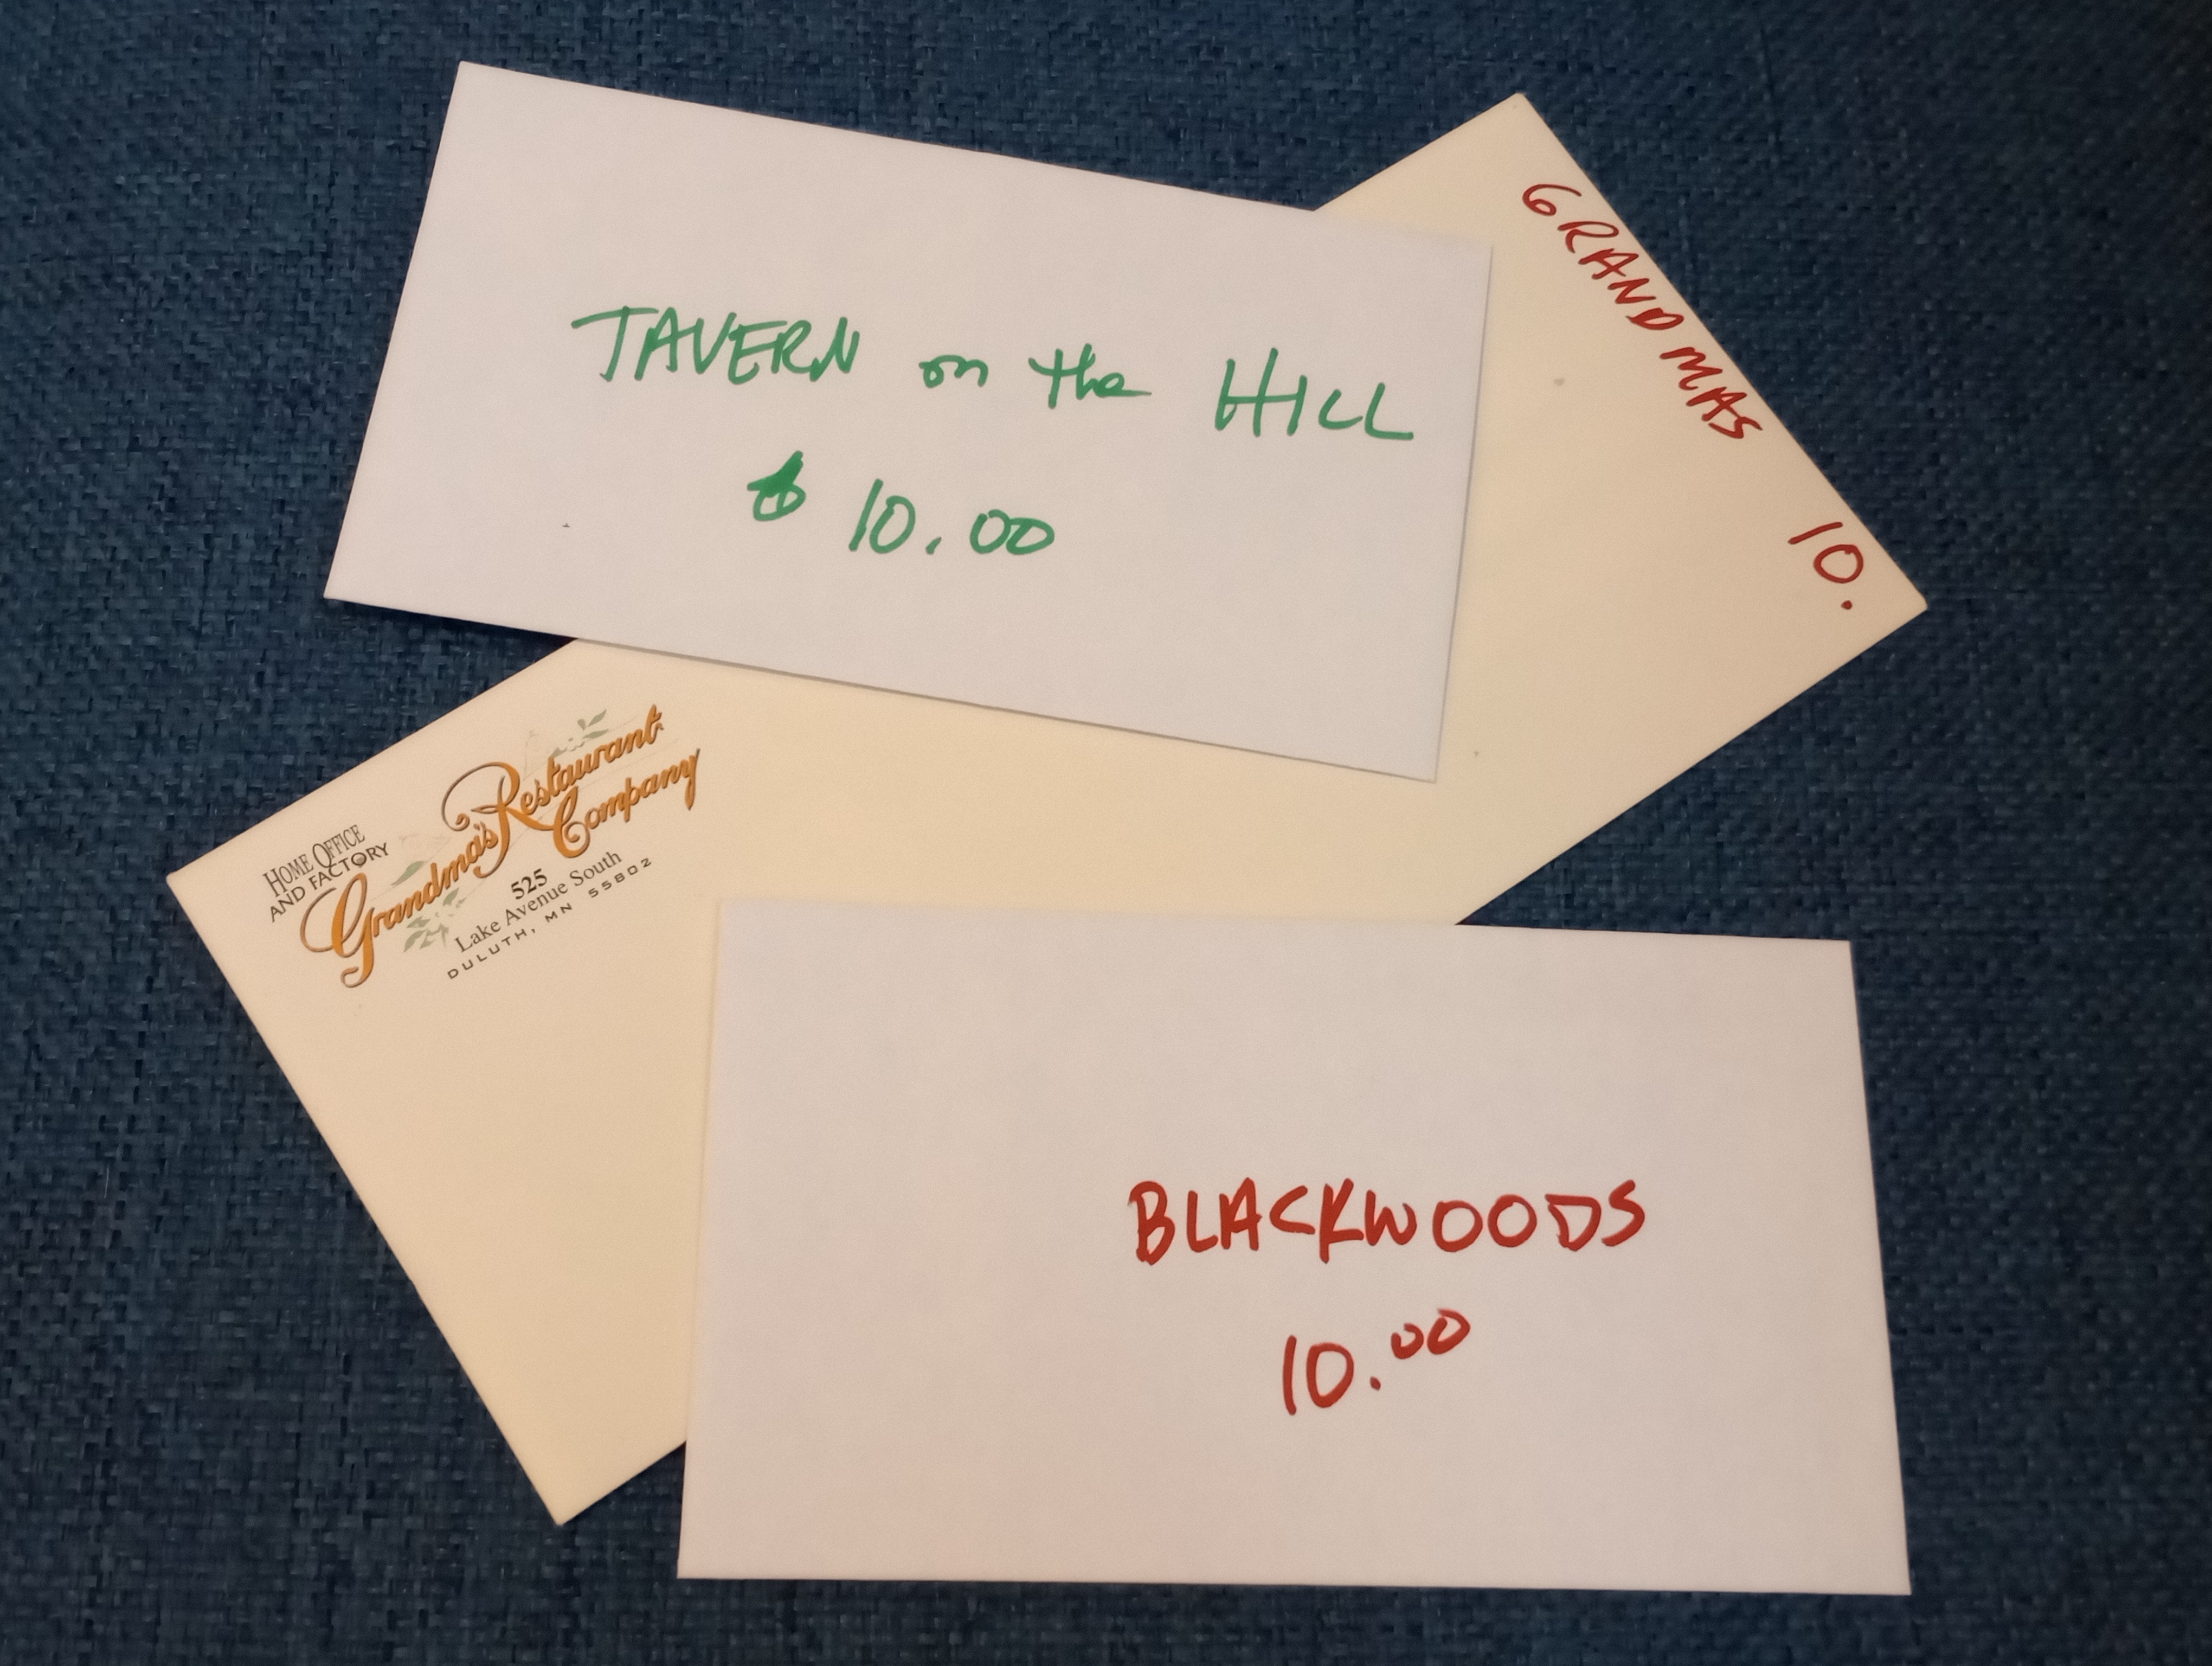 TAVERN on the HILL
$ 10.00
GRANDMAS 10.
HOME OFFICE
AND FACTORY
Grandma's Restaurant
Company
525
Lake Avenue South
DULUTH, MN 55802
BLACKWOODS
10.00